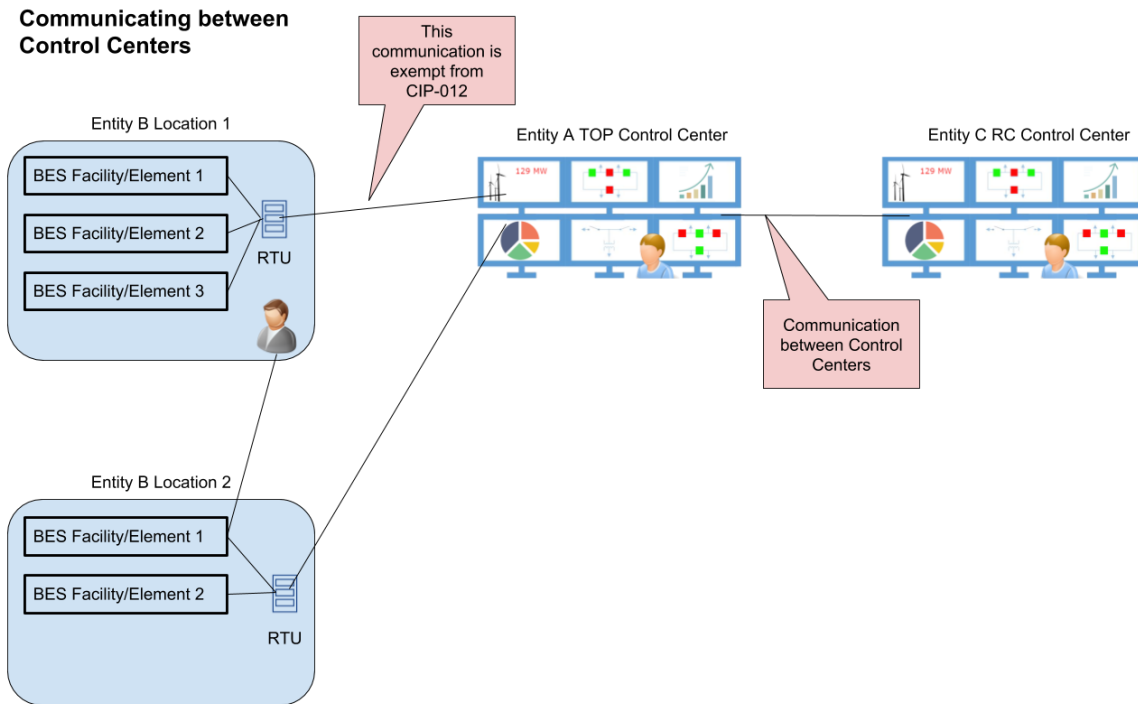 Communicating between
Control Centers
This
communication is
exempt from
CIP-012
Entity B Location 1
BES Facility/Element 1
BES Facility/Element 2
BES Facility/Element 3
RTU
Entity A TOP Control Center
129 MW
Entity C RC Control Center
129 MW
Communication
between Control
Centers
Entity B Location 2
BES Facility/Element 1
BES Facility/Element 2
RTU